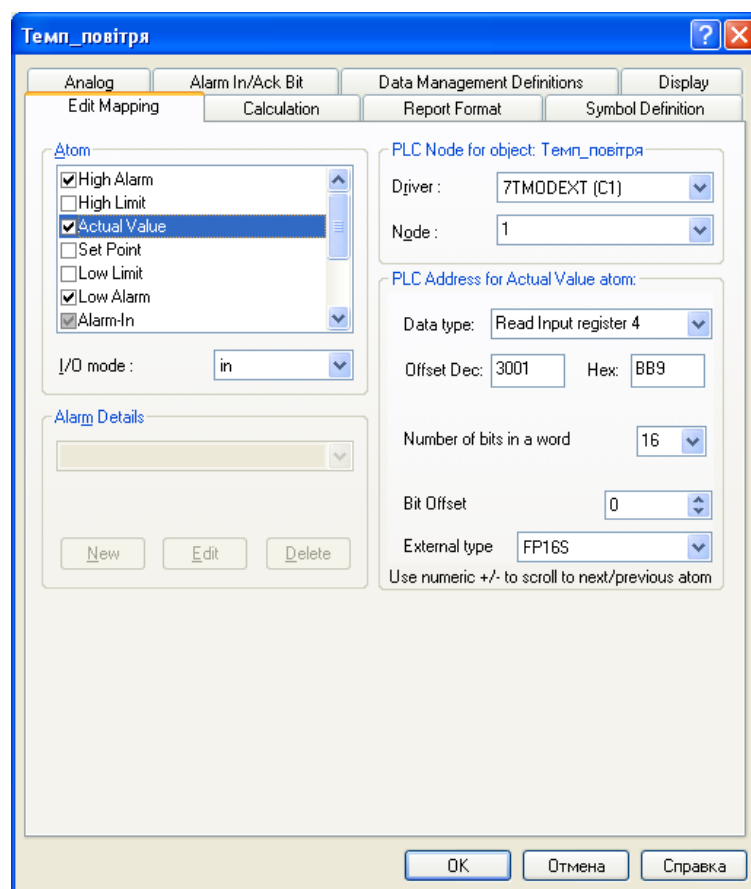 Темп_повітря
Analog
Alarm In/Ack Bit
Data Management Definitions
Display
Edit Mapping
Calculation
Report Format
Symbol Definition
Atom
High Alarm
High Limit
Actual Value
Set Point
Low Limit
Low Alarm
Alarm-In
I/O mode :
in
Alarm Details
New
Edit
Delete
PLC Node for object: Темп_повітря
Driver :
7TMODEXT (C1)
Node :
1
PLC Address for Actual Value atom:
Data type:
Read Input register 4
Offset Dec:
3001
Hex:
BB9
Number of bits in a word
16
Bit Offset
0
External type
FP16S
Use numeric +/- to scroll to next/previous atom
OK
Отмена
Справка